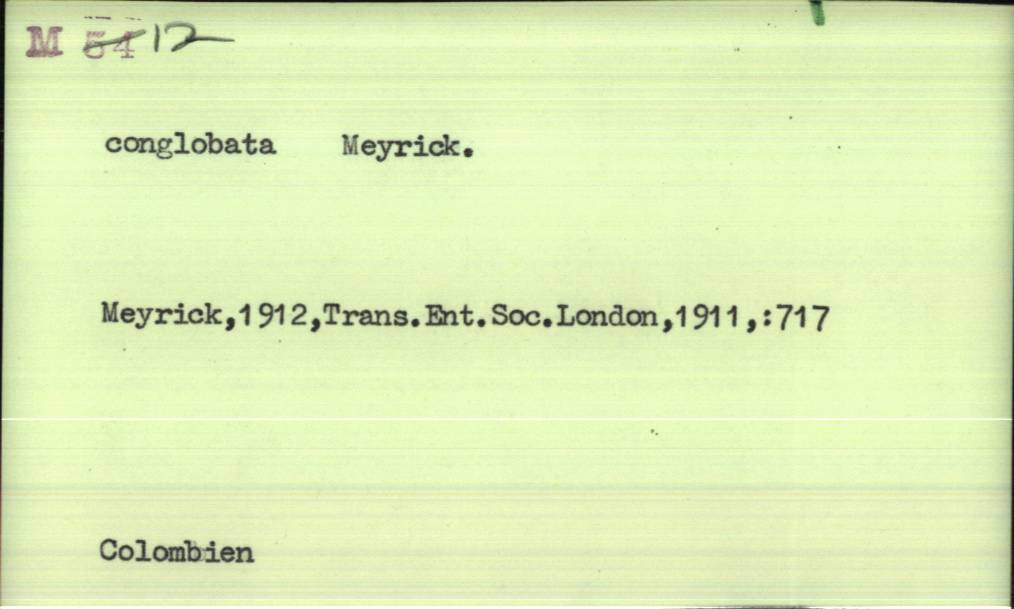 M 54 12
conglobata Meyrick.
Meyrick,1912,Trans.Ent.Soc.London,1911,:717
Colombien